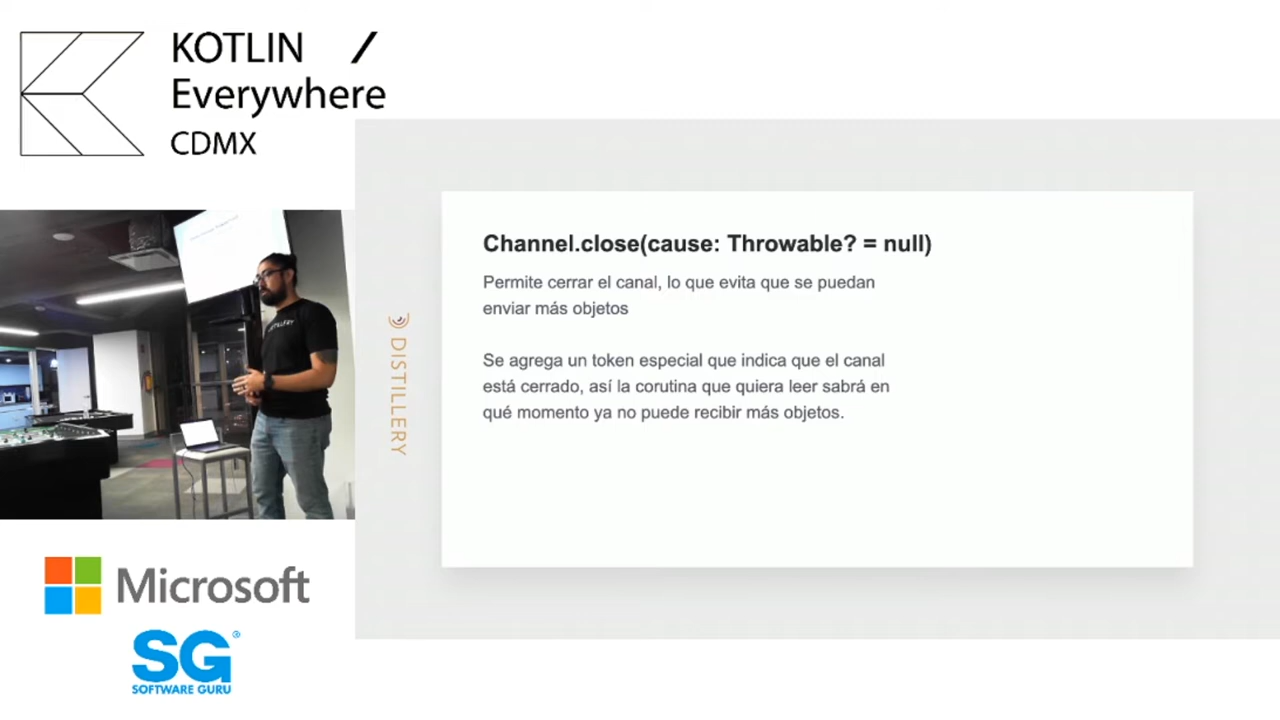 KOTLIN /
Everywhere
CDMX
Channel.close(cause: Throwable? = null)
Permite cerrar el canal, lo que evita que se puedan
enviar más objetos
Se agrega un token especial que indica que el canal
está cerrado, así la corutina que quiera leer sabrá en
qué momento ya no puede recibir más objetos.
DISTILLERY
DISTILLERY
Microsoft
SG®
SOFTWARE GURU